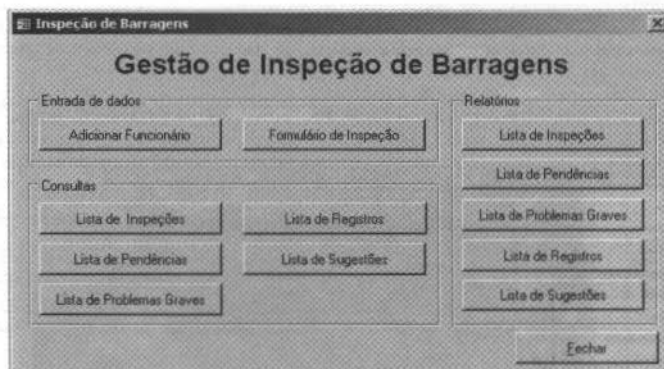 Inspeção de Barragens
Gestão de Inspeção de Barragens
Entrada de dados
Adicionar Funcionário
Formulário de Inspeção
Consultas
Lista de Inspeções
Lista de Registros
Lista de Pendências
Lista de Sugestões
Lista de Problemas Graves
Relatórios
Lista de Inspeções
Lista de Pendências
Lista de Problemas Graves
Lista de Registros
Lista de Sugestões
Fechar